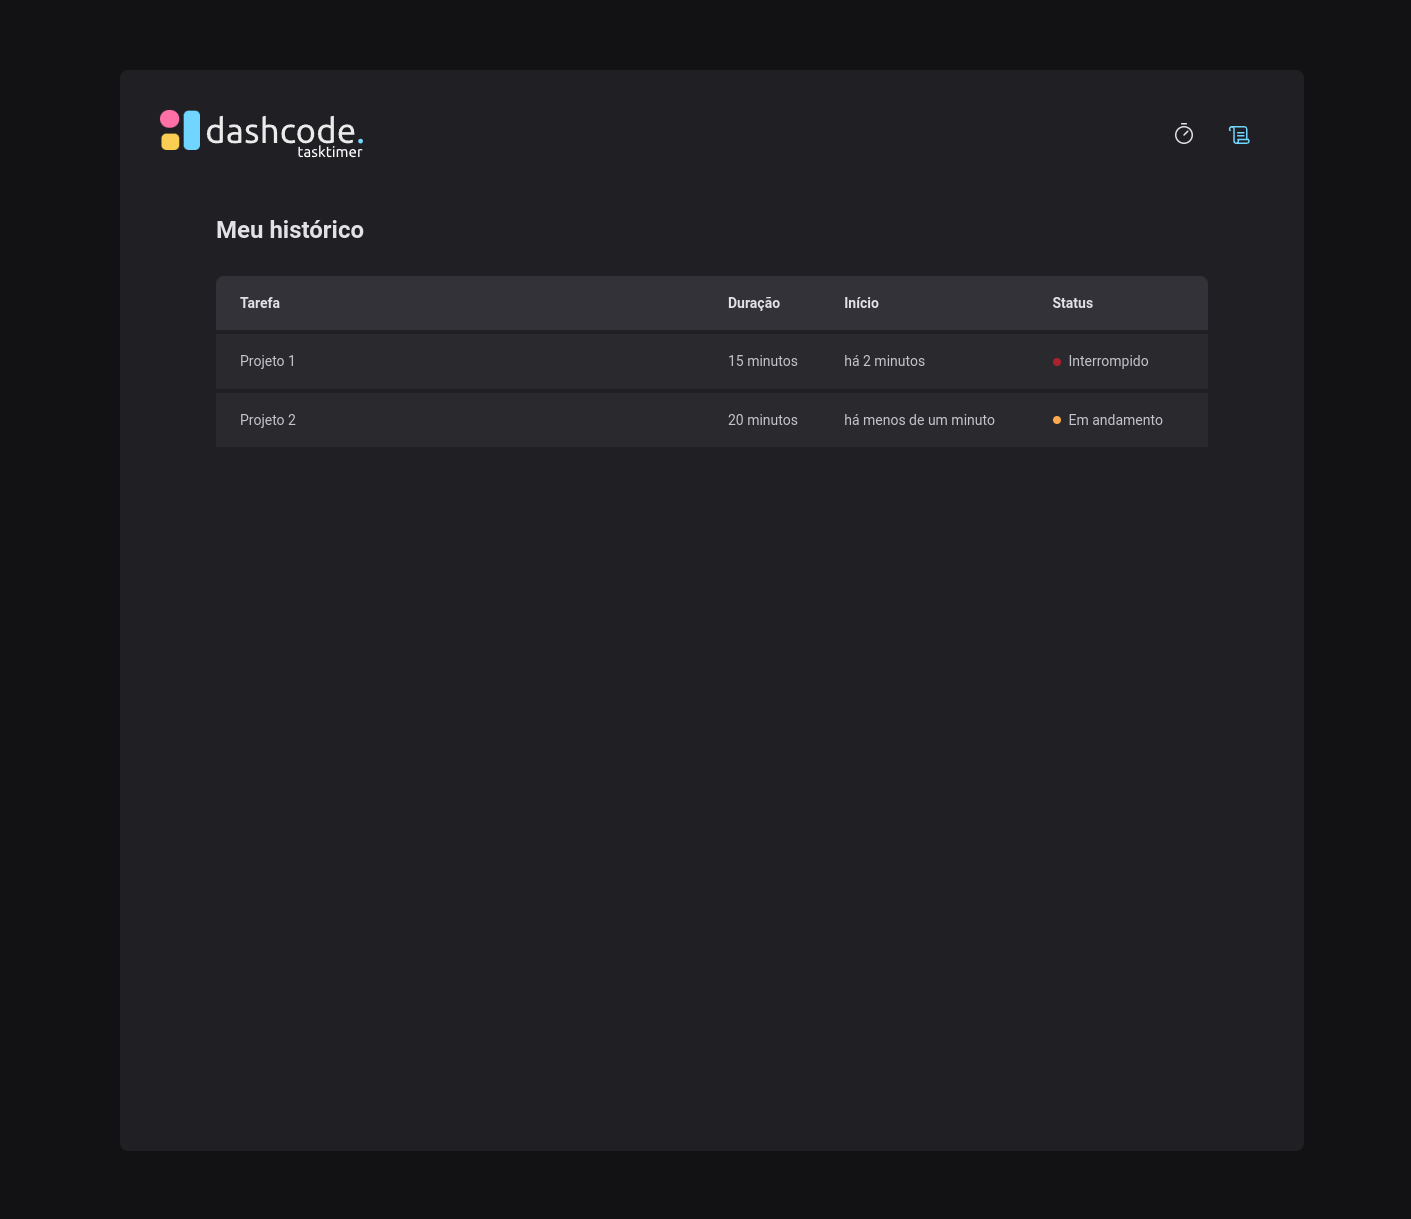 dashcode.
tasktimer
Meu histórico
Tarefa Duração Início Status
Projeto 1 15 minutos há 2 minutos Interrompido
Projeto 2 20 minutos há menos de um minuto Em andamento